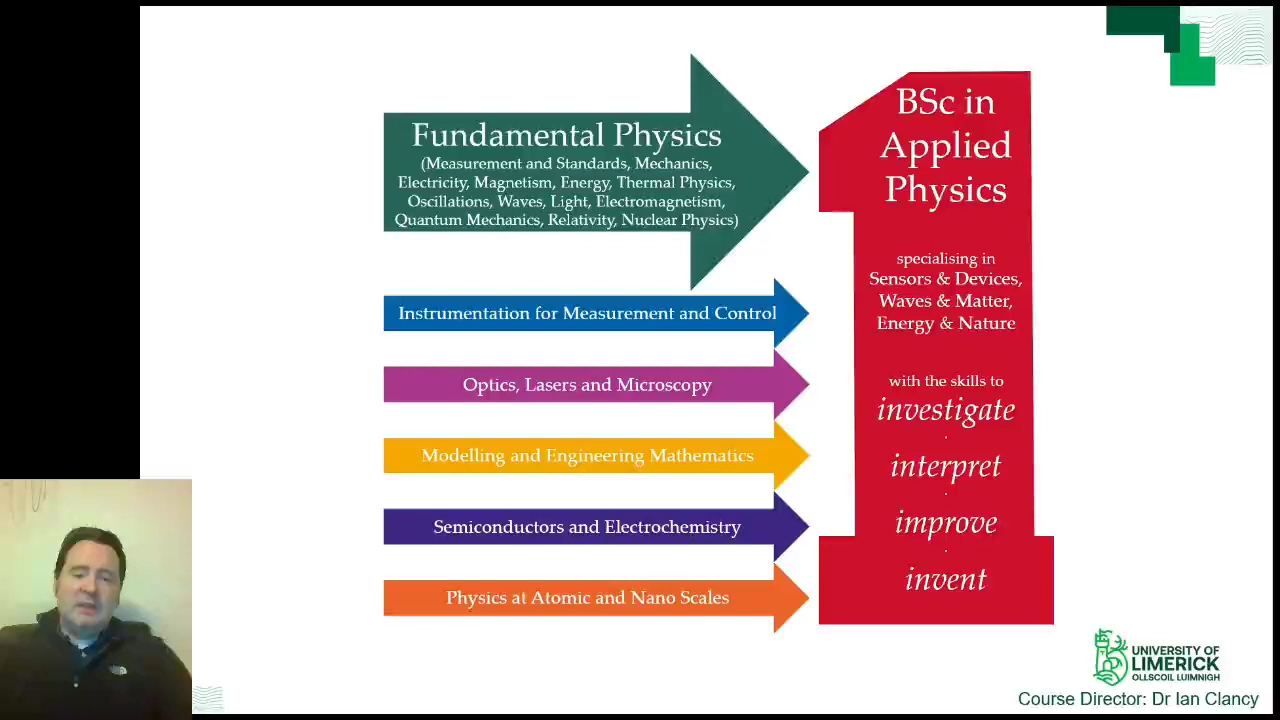 Fundamental Physics
(Measurement and Standards, Mechanics,
Electricity, Magnetism, Energy, Thermal Physics,
Oscillations, Waves, Light, Electromagnetism,
Quantum Mechanics, Relativity, Nuclear Physics)
Instrumentation for Measurement and Control
Optics, Lasers and Microscopy
Modelling and Engineering Mathematics
Semiconductors and Electrochemistry
Physics at Atomic and Nano Scales
BSc in
Applied
Physics
specialising in
Sensors & Devices,
Waves & Matter,
Energy & Nature
with the skills to
investigate
·
interpret
·
improve
·
invent
UNIVERSITY OF
LIMERICK
OLLSCOIL LUIMNIGH
Course Director: Dr Ian Clancy